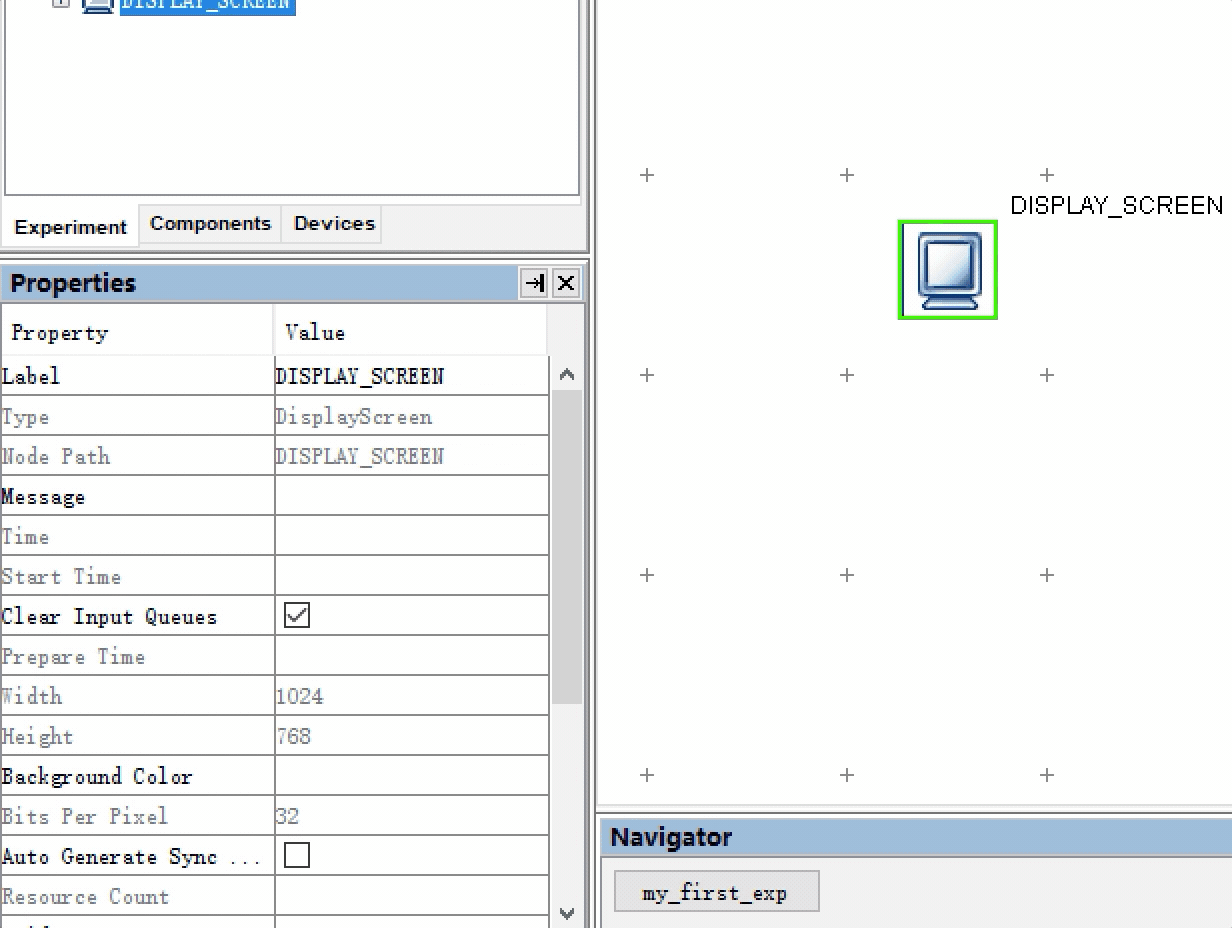 DISPLAY_SCREEN
Experiment
Components
Devices
Properties
Property Value
Label DISPLAY_SCREEN
Type DisplayScreen
Node Path DISPLAY_SCREEN
Message
Time
Start Time
Clear Input Queues
Prepare Time
Width 1024
Height 768
Background Color
Bits Per Pixel 32
Auto Generate Sync ...
Resource Count
DISPLAY_SCREEN
Navigator
my_first_exp